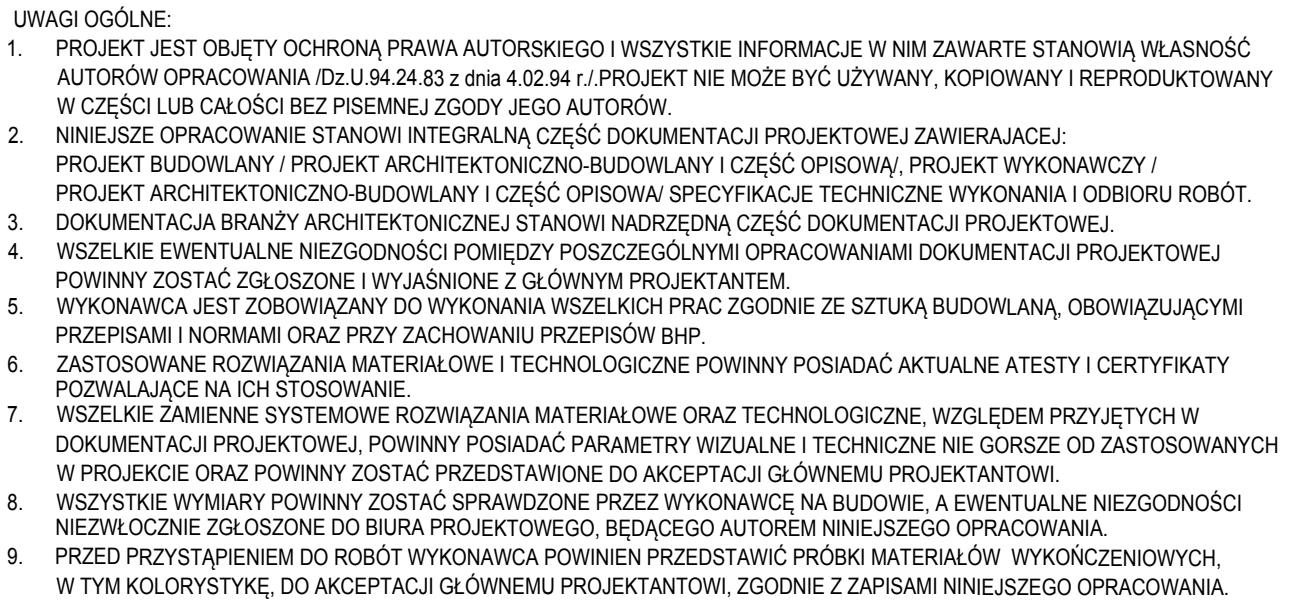 UWAGI OGÓLNE:
1. PROJEKT JEST OBJĘTY OCHRONĄ PRAWA AUTORSKIEGO I WSZYSTKIE INFORMACJE W NIM ZAWARTE STANOWIĄ WŁASNOŚĆ
AUTORÓW OPRACOWANIA /Dz.U.94.24.83 z dnia 4.02.94 r./.PROJEKT NIE MOŻE BYĆ UŻYWANY, KOPIOWANY I REPRODUKTOWANY
W CZĘŚCI LUB CAŁOŚCI BEZ PISEMNEJ ZGODY JEGO AUTORÓW.
2. NINIEJSZE OPRACOWANIE STANOWI INTEGRALNĄ CZĘŚĆ DOKUMENTACJI PROJEKTOWEJ ZAWIERAJACEJ:
PROJEKT BUDOWLANY / PROJEKT ARCHITEKTONICZNO-BUDOWLANY I CZĘŚĆ OPISOWĄ/, PROJEKT WYKONAWCZY /
PROJEKT ARCHITEKTONICZNO-BUDOWLANY I CZĘŚĆ OPISOWA/ SPECYFIKACJE TECHNICZNE WYKONANIA I ODBIORU ROBÓT.
3. DOKUMENTACJA BRANŻY ARCHITEKTONICZNEJ STANOWI NADRZĘDNĄ CZĘŚĆ DOKUMENTACJI PROJEKTOWEJ.
4. WSZELKIE EWENTUALNE NIEZGODNOŚCI POMIĘDZY POSZCZEGÓLNYMI OPRACOWANIAMI DOKUMENTACJI PROJEKTOWEJ
POWINNY ZOSTAĆ ZGŁOSZONE I WYJAŚNIONE Z GŁÓWNYM PROJEKTANTEM.
5. WYKONAWCA JEST ZOBOWIĄZANY DO WYKONANIA WSZELKICH PRAC ZGODNIE ZE SZTUKĄ BUDOWLANĄ, OBOWIĄZUJĄCYMI
PRZEPISAMI I NORMAMI ORAZ PRZY ZACHOWANIU PRZEPISÓW BHP.
6. ZASTOSOWANE ROZWIĄZANIA MATERIAŁOWE I TECHNOLOGICZNE POWINNY POSIADAĆ AKTUALNE ATESTY I CERTYFIKATY
POZWALAJĄCE NA ICH STOSOWANIE.
7. WSZELKIE ZAMIENNE SYSTEMOWE ROZWIĄZANIA MATERIAŁOWE ORAZ TECHNOLOGICZNE, WZGLĘDEM PRZYJĘTYCH W
DOKUMENTACJI PROJEKTOWEJ, POWINNY POSIADAĆ PARAMETRY WIZUALNE I TECHNICZNE NIE GORSZE OD ZASTOSOWANYCH
W PROJEKCIE ORAZ POWINNY ZOSTAĆ PRZEDSTAWIONE DO AKCEPTACJI GŁÓWNEMU PROJEKTANTOWI.
8. WSZYSTKIE WYMIARY POWINNY ZOSTAĆ SPRAWDZONE PRZEZ WYKONAWCĘ NA BUDOWIE, A EWENTUALNE NIEZGODNOŚCI
NIEZWŁOCZNIE ZGŁOSZONE DO BIURA PROJEKTOWEGO, BĘDĄCEGO AUTOREM NINIEJSZEGO OPRACOWANIA.
9. PRZED PRZYSTĄPIENIEM DO ROBÓT WYKONAWCA POWINIEN PRZEDSTAWIĆ PRÓBKI MATERIAŁÓW WYKOŃCZENIOWYCH,
W TYM KOLORYSTYKĘ, DO AKCEPTACJI GŁÓWNEMU PROJEKTANTOWI, ZGODNIE Z ZAPISAMI NINIEJSZEGO OPRACOWANIA.